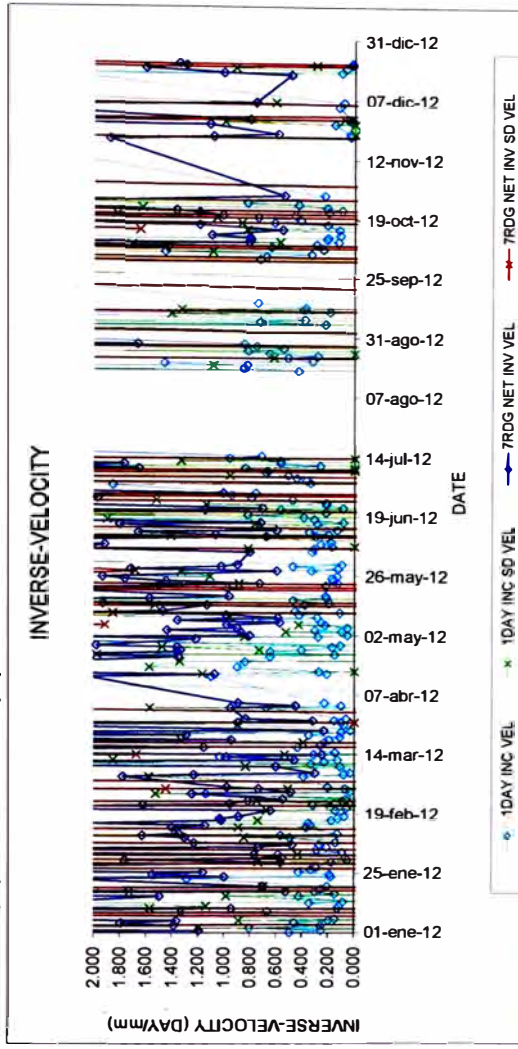 INVERSE-VELOCITY
INVERSE-VELOCITY (DAY/mm)
2.000
1.800
1.600
1.400
1.200
1.000
0.800
0.600
0.400
0.200
0.000
01-ene-12
25-ene-12
19-feb-12
14-mar-12
07-abr-12
02-may-12
26-may-12
19-jun-12
14-jul-12
07-ago-12
31-ago-12
25-sep-12
19-oct-12
12-nov-12
07-dic-12
31-dic-12
DATE
1DAY INC VEL
1DAY INC SD VEL
7RDG NET INV VEL
7RDG NET INV SD VEL